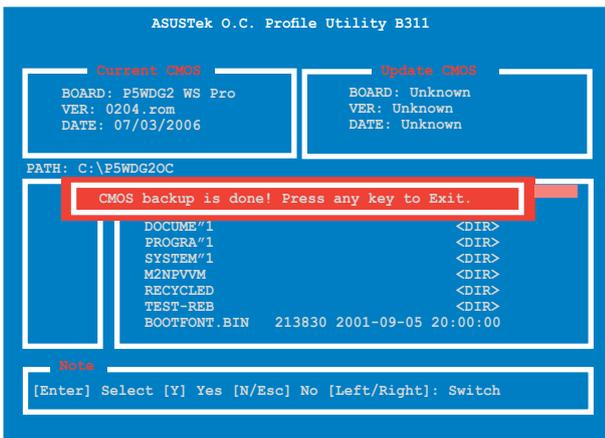 ASUSTek O.C. Profile Utility B311
Current CMOS
BOARD: P5WDG2 WS Pro
VER: 0204.rom
DATE: 07/03/2006
Update CMOS
BOARD: Unknown
VER: Unknown
DATE: Unknown
PATH: C:\P5WDG2OC
CMOS backup is done! Press any key to Exit.
DOCUME”1 <DIR>
PROGRA”1 <DIR>
SYSTEM”1 <DIR>
M2NPVVM <DIR>
RECYCLED <DIR>
TEST-REB <DIR>
BOOTFONT.BIN 213830 2001-09-05 20:00:00
Note
[Enter] Select [Y] Yes [N/Esc] No [Left/Right]: Switch